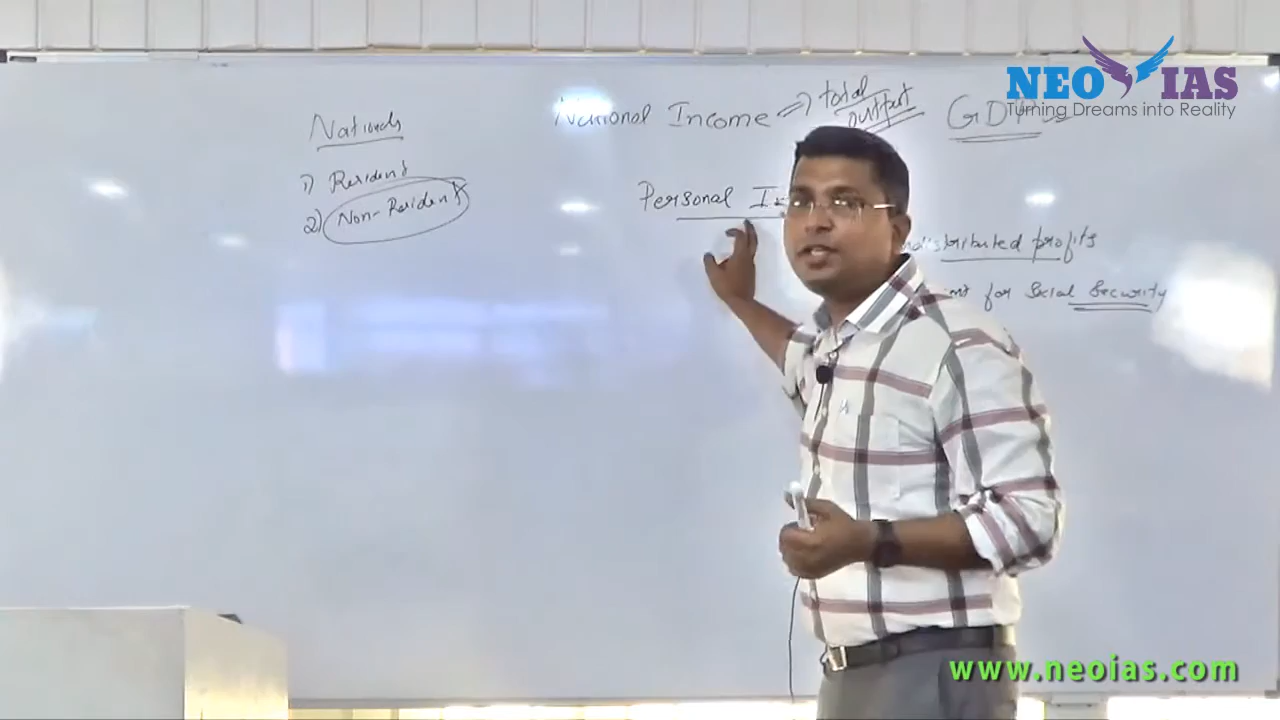 NEO IAS
Turning Dreams into Reality
Nationals
1) Resident
2) Non-Resident
National Income => total output
Personal
undistributed profits
for Social Security
www.neoias.com